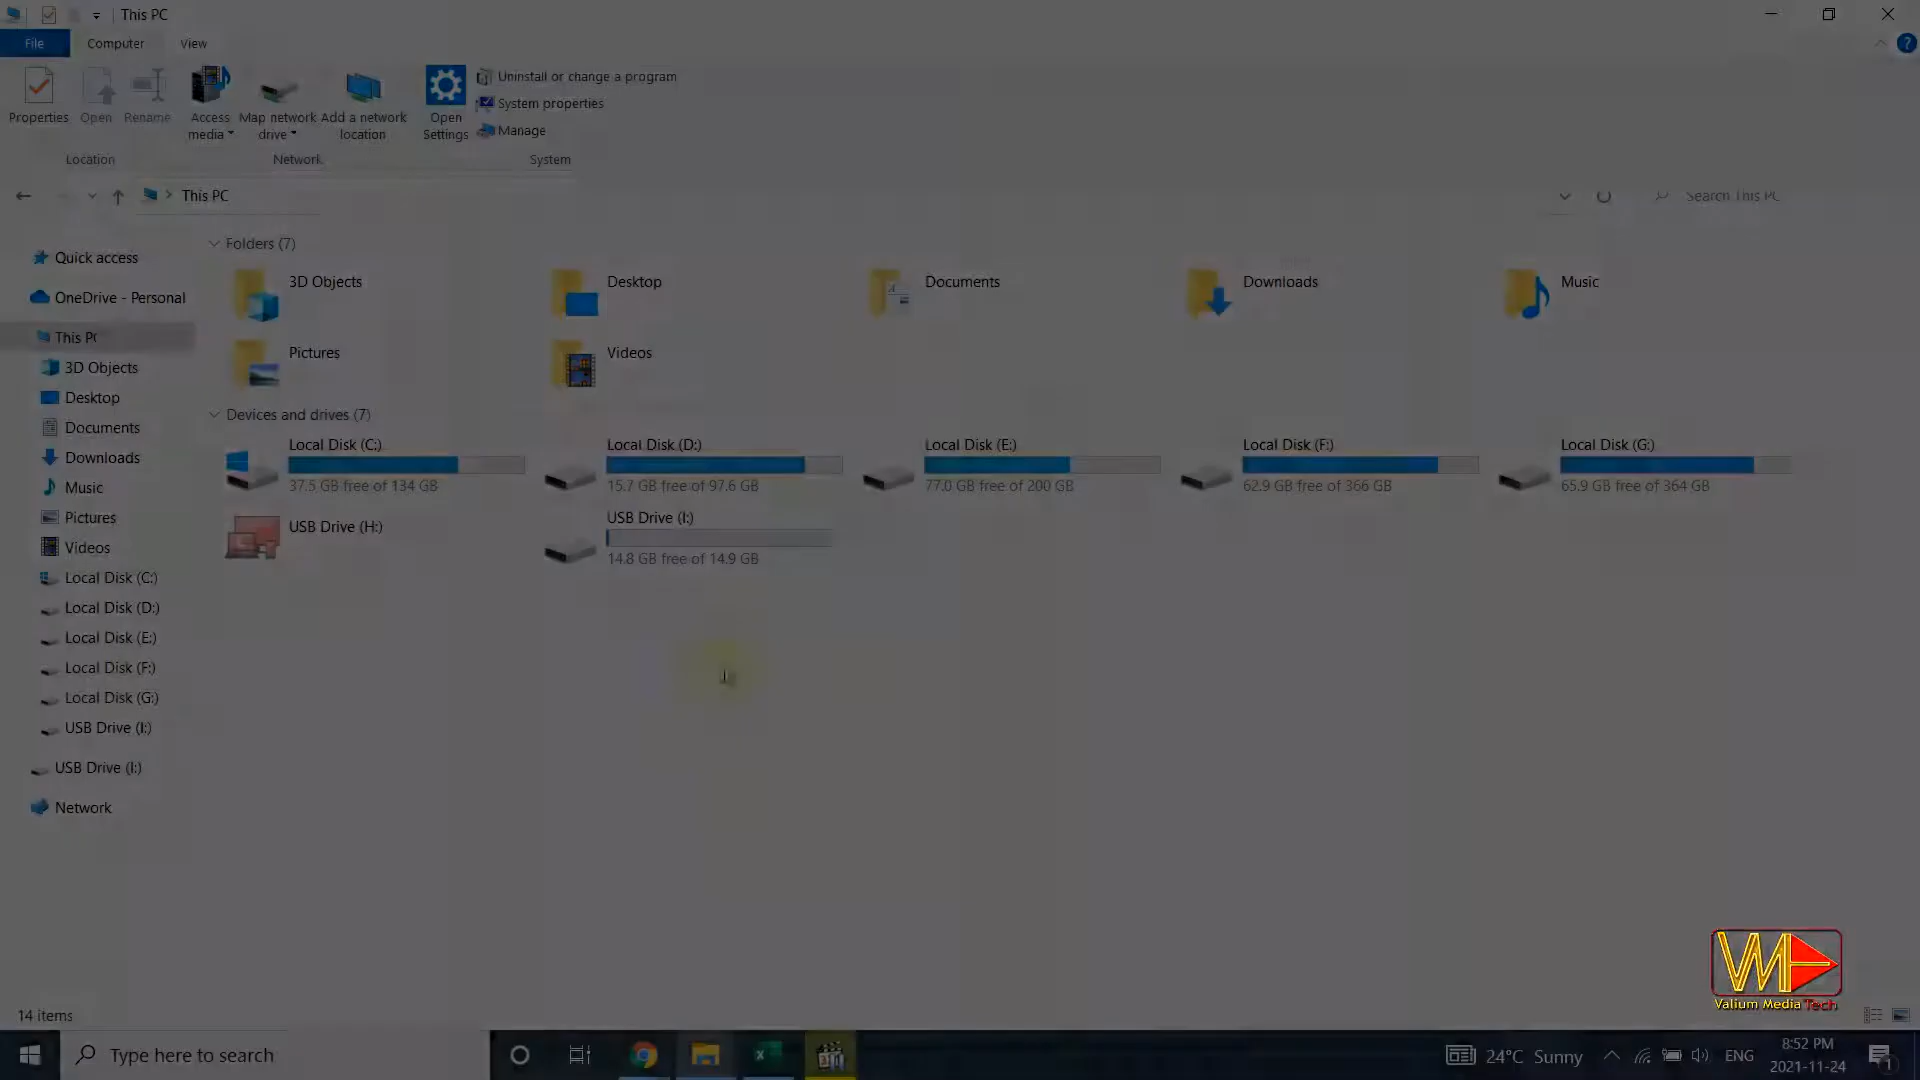 This PC
File Computer View
Properties Open Rename Access media Map network drive Add a network location Open Settings Uninstall or change a program
System properties
Manage
Location Network System
This PC
Search This PC
Quick access
OneDrive - Personal
This PC
3D Objects
Desktop
Documents
Downloads
Music
Pictures
Videos
Local Disk (C:)
Local Disk (D:)
Local Disk (E:)
Local Disk (F:)
Local Disk (G:)
USB Drive (I:)
USB Drive (I:)
Network
Folders (7)
3D Objects Desktop Documents Downloads Music
Pictures Videos
Devices and drives (7)
Local Disk (C:) Local Disk (D:) Local Disk (E:) Local Disk (F:) Local Disk (G:)
37.5 GB free of 134 GB 15.7 GB free of 97.6 GB 77.0 GB free of 200 GB 62.9 GB free of 366 GB 65.9 GB free of 364 GB
USB Drive (H:) USB Drive (I:)
14.8 GB free of 14.9 GB
Valium Media Tech
14 items
Type here to search
24°C Sunny
ENG
8:52 PM
2021-11-24
1